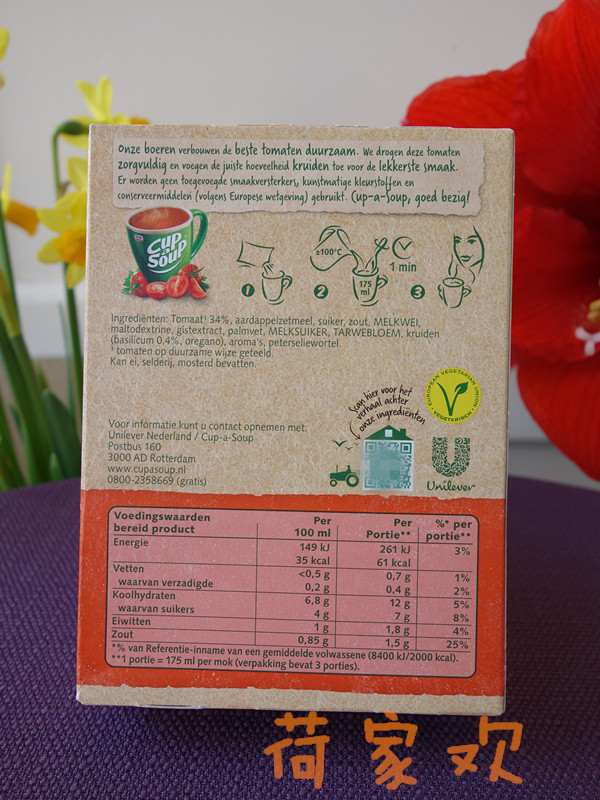 Onze boeren verbouwen de beste tomaten duurzaam. We drogen deze tomaten
zorgvuldig en voegen de juiste hoeveelheid kruiden toe voor de lekkerste smaak.
Er worden geen toegevoegde smaakversterkers, kunstmatige kleurstoffen en
conserveermiddelen (volgens Europese wetgeving) gebruikt. Cup-a-Soup, goed bezig!
Cup
a
Soup
1
2
±100°C
175
ml
1 min
3
Ingrediënten: Tomaat¹ 34%, aardappelzetmeel, suiker, zout, MELKWEI,
maltodextrine, gistextract, palmvet, MELKSUIKER, TARWEBLOEM, kruiden
(basilicum 0.4%, oregano), aroma's, peterseliewortel.
¹ tomaten op duurzame wijze geteeld.
Kan ei, selderij, mosterd bevatten.
EUROPEAN VEGETARIAN UNION
VEGETARISCH
Scan hier voor het
verhaal achter
onze ingrediënten
Voor informatie kunt u contact opnemen met:
Unilever Nederland / Cup-a-Soup
Postbus 160
3000 AD Rotterdam
www.cupasoup.nl
0800-2358669 (gratis)
Unilever
Voedingswaarden bereid product Per 100 ml Per Portie** %* per portie**
Energie 149 kJ 261 kJ 3%
35 kcal 61 kcal
Vetten <0,5 g 0,7 g 1%
waarvan verzadigde 0,2 g 0,4 g 2%
Koolhydraten 6,8 g 12 g 5%
waarvan suikers 4 g 7 g 8%
Eiwitten 1 g 1,8 g 4%
Zout 0,85 g 1,5 g 25%
*% van Referentie-inname van een gemiddelde volwassene (8400 kJ/2000 kcal).
**1 portie = 175 ml per mok (verpakking bevat 3 porties).
荷家欢